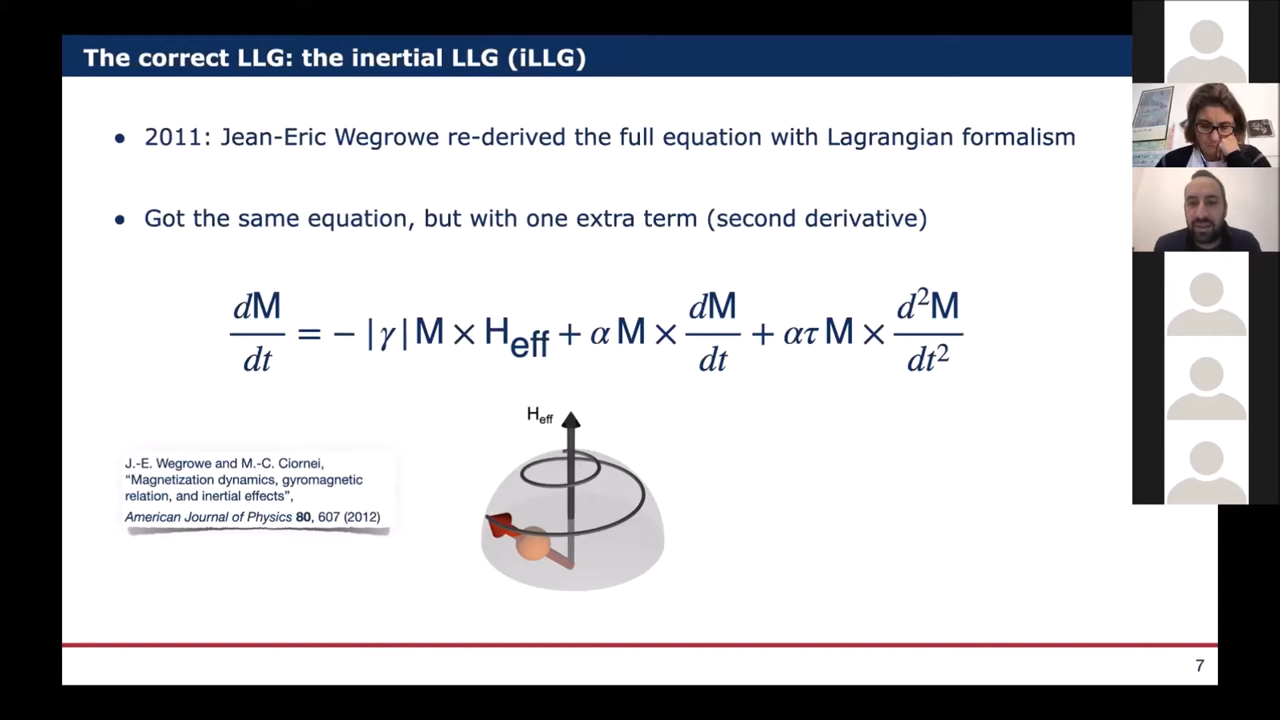 The correct LLG: the inertial LLG (iLLG)
● 2011: Jean-Eric Wegrowe re-derived the full equation with Lagrangian formalism
● Got the same equation, but with one extra term (second derivative)
dM/dt = − |γ| M × H_eff + α M × dM/dt + ατ M × d²M/dt²
H_eff
J.-E. Wegrowe and M.-C. Ciornei,
“Magnetization dynamics, gyromagnetic
relation, and inertial effects”,
American Journal of Physics 80, 607 (2012)
7